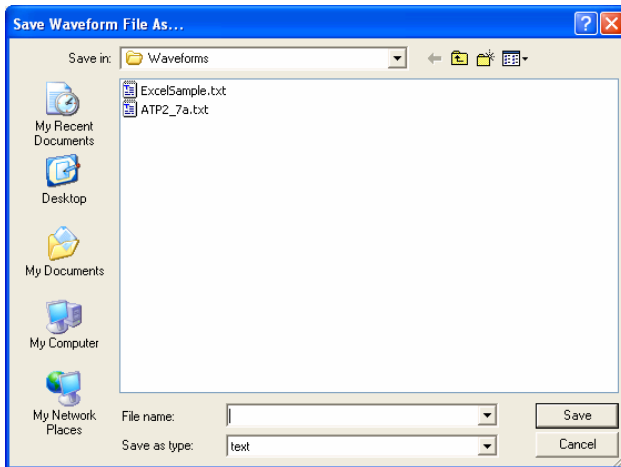 Save Waveform File As...
Save in: Waveforms
ExcelSample.txt
ATP2_7a.txt
My Recent
Documents
Desktop
My Documents
My Computer
My Network
Places
File name:
Save
Save as type: text
Cancel